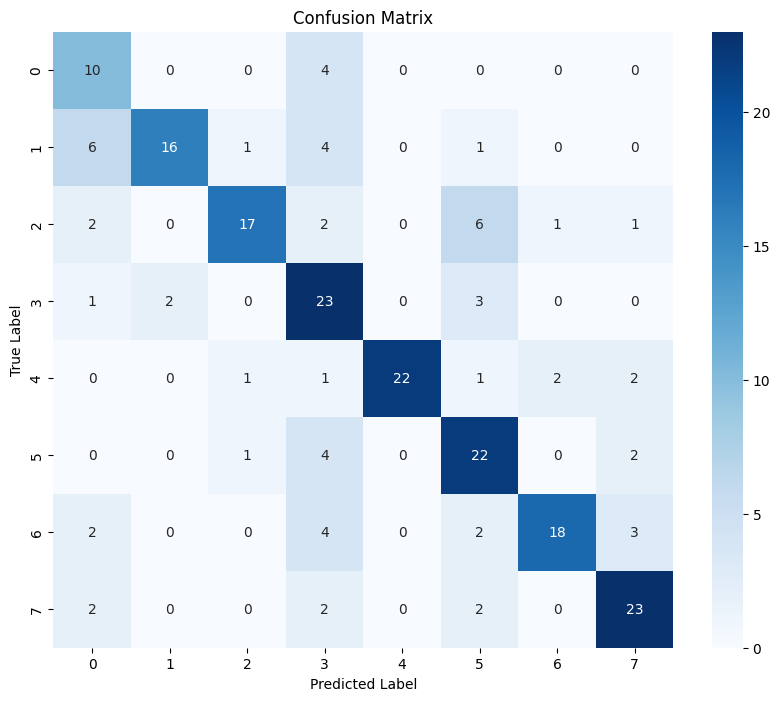 Confusion Matrix
True Label
0 10 0 0 4 0 0 0 0
1 6 16 1 4 0 1 0 0
2 2 0 17 2 0 6 1 1
3 1 2 0 23 0 3 0 0
4 0 0 1 1 22 1 2 2
5 0 0 1 4 0 22 0 2
6 2 0 0 4 0 2 18 3
7 2 0 0 2 0 2 0 23
0 1 2 3 4 5 6 7
Predicted Label
20
15
10
5
0